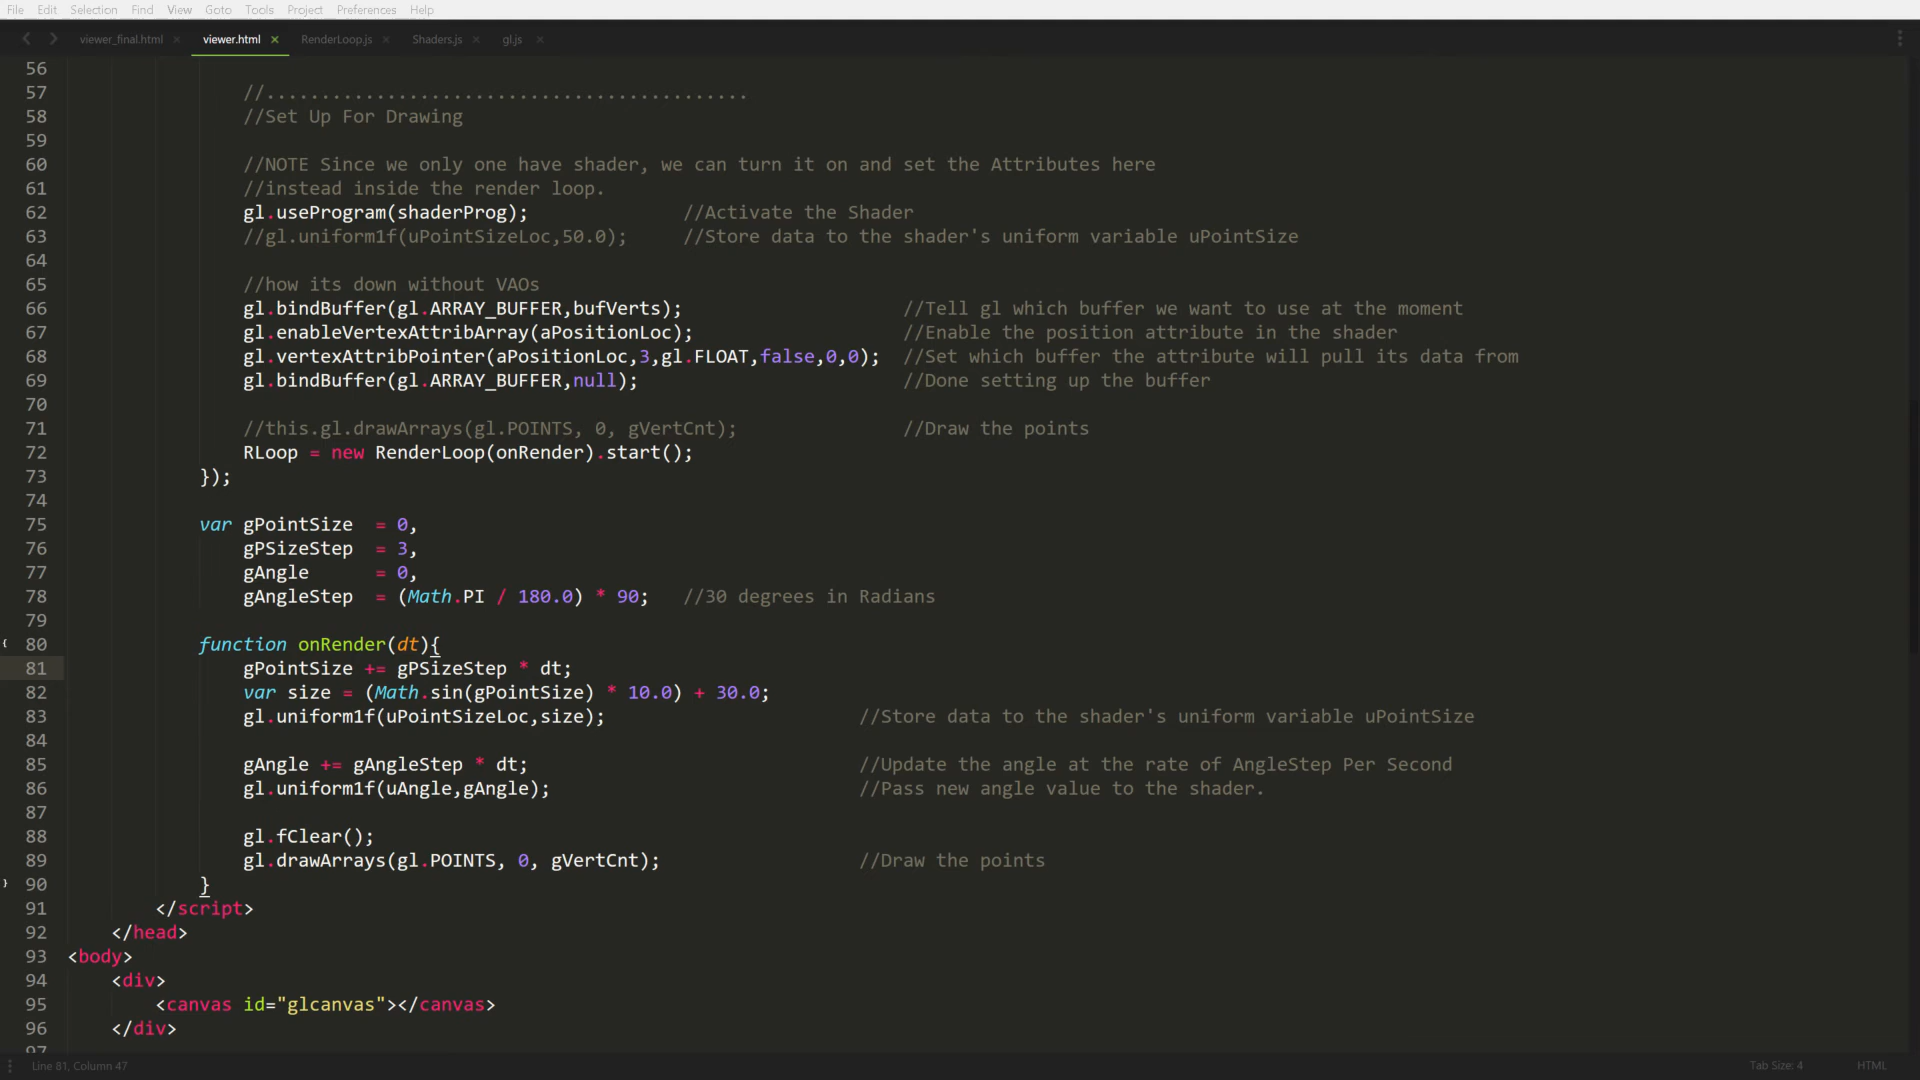 File Edit Selection Find View Goto Tools Project Preferences Help
viewer_final.html × viewer.html × RenderLoop.js × Shaders.js × gl.js ×
56
57 //............................................
58 //Set Up For Drawing
59
60 //NOTE Since we only one have shader, we can turn it on and set the Attributes here
61 //instead inside the render loop.
62 gl.useProgram(shaderProg); //Activate the Shader
63 //gl.uniform1f(uPointSizeLoc,50.0); //Store data to the shader's uniform variable uPointSize
64
65 //how its down without VAOs
66 gl.bindBuffer(gl.ARRAY_BUFFER,bufVerts); //Tell gl which buffer we want to use at the moment
67 gl.enableVertexAttribArray(aPositionLoc); //Enable the position attribute in the shader
68 gl.vertexAttribPointer(aPositionLoc,3,gl.FLOAT,false,0,0); //Set which buffer the attribute will pull its data from
69 gl.bindBuffer(gl.ARRAY_BUFFER,null); //Done setting up the buffer
70
71 //this.gl.drawArrays(gl.POINTS, 0, gVertCnt); //Draw the points
72 RLoop = new RenderLoop(onRender).start();
73 });
74
75 var gPointSize = 0,
76 gPSizeStep = 3,
77 gAngle = 0,
78 gAngleStep = (Math.PI / 180.0) * 90; //30 degrees in Radians
79
{ 80 function onRender(dt){
81 gPointSize += gPSizeStep * dt;
82 var size = (Math.sin(gPointSize) * 10.0) + 30.0;
83 gl.uniform1f(uPointSizeLoc,size); //Store data to the shader's uniform variable uPointSize
84
85 gAngle += gAngleStep * dt; //Update the angle at the rate of AngleStep Per Second
86 gl.uniform1f(uAngle,gAngle); //Pass new angle value to the shader.
87
88 gl.fClear();
89 gl.drawArrays(gl.POINTS, 0, gVertCnt); //Draw the points
} 90 }
91 </script>
92 </head>
93 <body>
94 <div>
95 <canvas id="glcanvas"></canvas>
96 </div>
97
Line 81, Column 47 Tab Size: 4 HTML